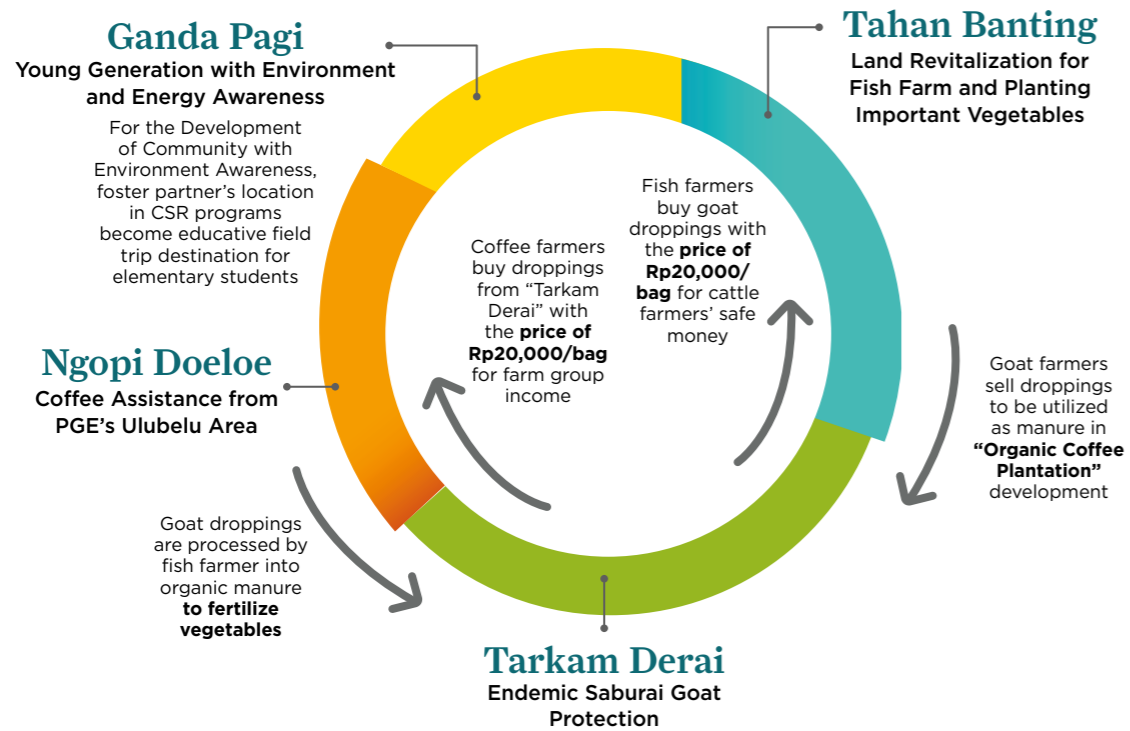 Ganda Pagi
Young Generation with Environment
and Energy Awareness
For the Development
of Community with
Environment Awareness,
foster partner's location
in CSR programs
become educative field
trip destination for
elementary students
Tahan Banting
Land Revitalization for
Fish Farm and Planting
Important Vegetables
Fish farmers
buy goat
droppings with
the price of
Rp20,000/
bag for cattle
farmers' safe
money
Coffee farmers
buy droppings
from “Tarkam
Derai” with
the price of
Rp20,000/bag
for farm group
income
Ngopi Doeloe
Coffee Assistance from
PGE's Ulubelu Area
Goat farmers
sell droppings
to be utilized
as manure in
“Organic Coffee
Plantation”
development
Goat droppings
are processed by
fish farmer into
organic manure
to fertilize
vegetables
Tarkam Derai
Endemic Saburai Goat
Protection